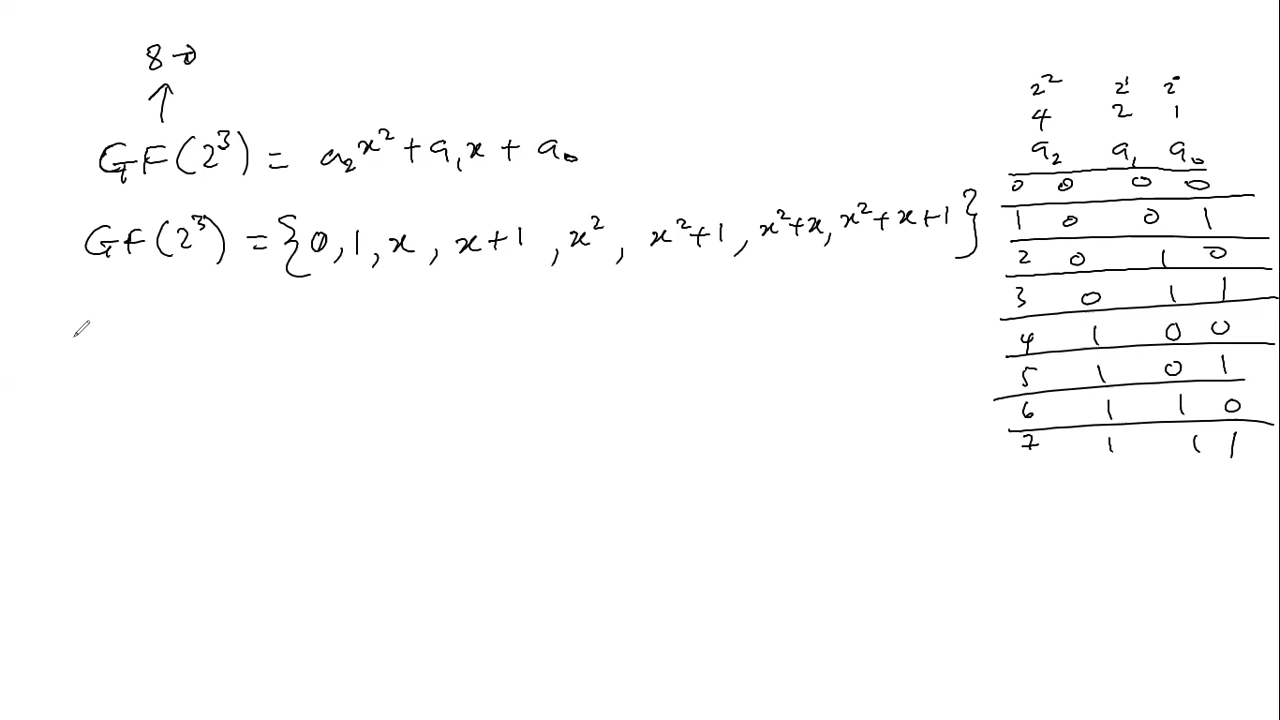 8 →
↑
GF(2³) = a₂x² + a₁x + a₀
GF(2³) = {0, 1, x, x+1, x², x²+1, x²+x, x²+x+1}
2² 2¹ 2⁰
4 2 1
a₂ a₁ a₀
0 0 0 0
1 0 0 1
2 0 1 0
3 0 1 1
4 1 0 0
5 1 0 1
6 1 1 0
7 1 1 1